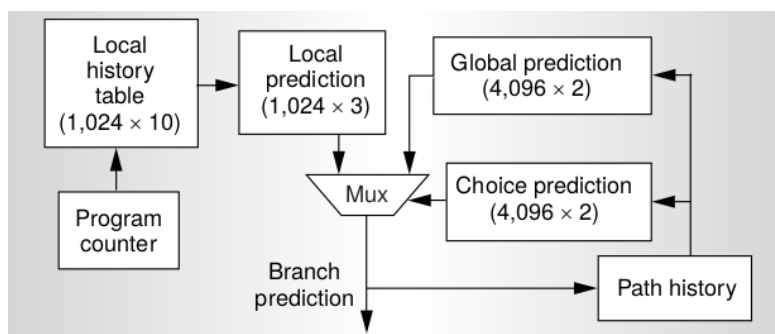 Local
history
table
(1,024 × 10)
Local
prediction
(1,024 × 3)
Global prediction
(4,096 × 2)
Mux
Choice prediction
(4,096 × 2)
Program
counter
Branch
prediction
Path history